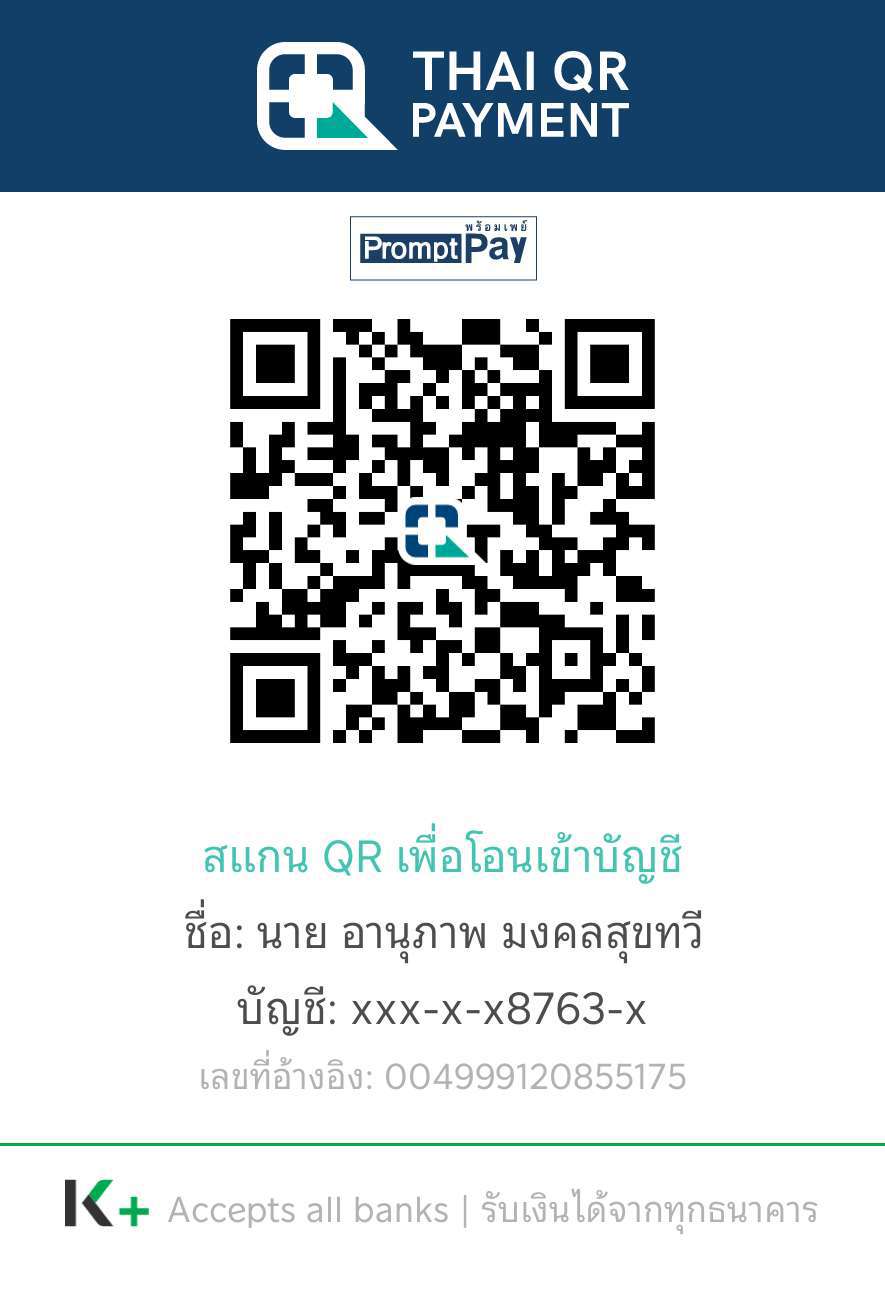 THAI QR
PAYMENT
พร้อมเพย์
PromptPay
สแกน QR เพื่อโอนเข้าบัญชี
ชื่อ: นาย อานุภาพ มงคลสุขทวี
บัญชี: xxx-x-x8763-x
เลขที่อ้างอิง: 004999120855175
K+ Accepts all banks | รับเงินได้จากทุกธนาคาร